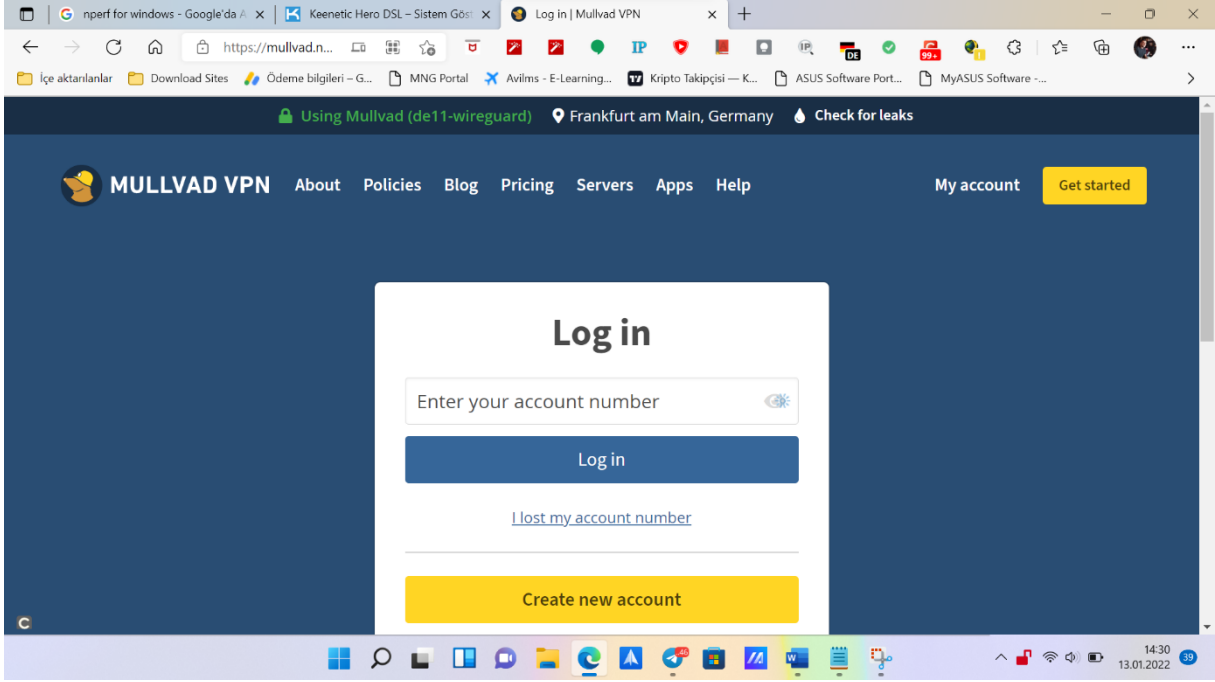 nperf for windows - Google'da A
Keenetic Hero DSL – Sistem Göst
Log in | Mullvad VPN
https://mullvad.n...
IP
DE
99+
İçe aktarılanlar
Download Sites
Ödeme bilgileri – G...
MNG Portal
Avilms - E-Learning...
Kripto Takipçisi — K...
ASUS Software Port...
MyASUS Software -...
Using Mullvad (de11-wireguard)
Frankfurt am Main, Germany
Check for leaks
MULLVAD VPN
About
Policies
Blog
Pricing
Servers
Apps
Help
My account
Get started
Log in
Enter your account number
Log in
I lost my account number
Create new account
C
46
14:30
13.01.2022
39